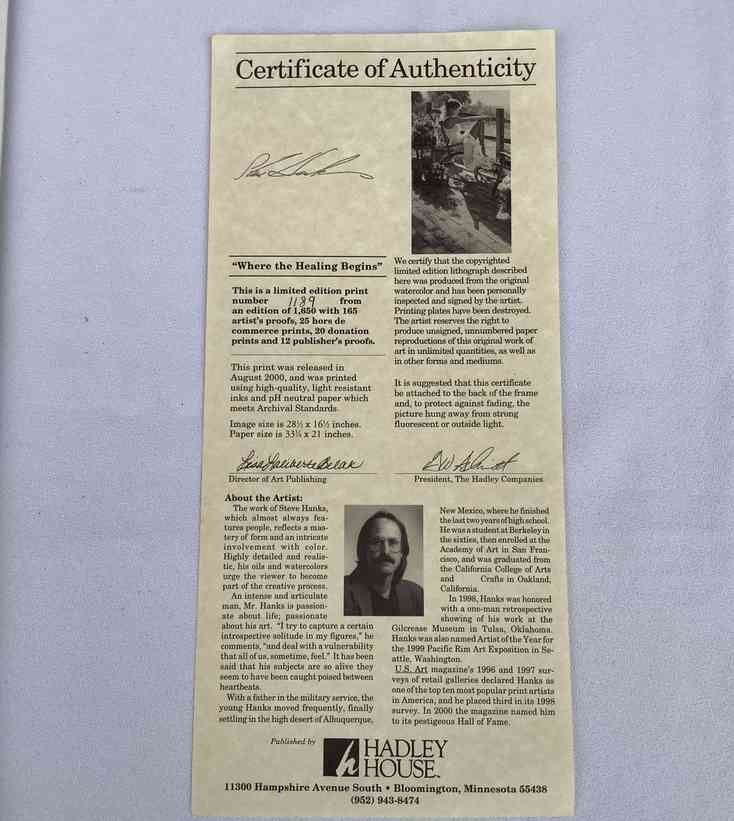 Certificate of Authenticity
"Where the Healing Begins"
This is a limited edition print
number 1189 from
an edition of 1,650 with 165
artist's proofs, 25 hors de
commerce prints, 20 donation
prints and 12 publisher's proofs.
This print was released in
August 2000, and was printed
using high-quality, light resistant
inks and pH neutral paper which
meets Archival Standards.
Image size is 28½ x 16½ inches.
Paper size is 33¼ x 21 inches.
We certify that the copyrighted
limited edition lithograph described
here was produced from the original
watercolor and has been personally
inspected and signed by the artist.
Printing plates have been destroyed.
The artist reserves the right to
produce unsigned, unnumbered paper
reproductions of this original work of
art in unlimited quantities, as well as
in other forms and mediums.
It is suggested that this certificate
be attached to the back of the frame
and, to protect against fading, the
picture hung away from strong
fluorescent or outside light.
Director of Art Publishing
President, The Hadley Companies
About the Artist:
The work of Steve Hanks,
which almost always fea-
tures people, reflects a mas-
tery of form and an intricate
involvement with color.
Highly detailed and realis-
tic, his oils and watercolors
urge the viewer to become
part of the creative process.
An intense and articulate
man, Mr. Hanks is passion-
ate about life; passionate
about his art. "I try to capture a certain
introspective solitude in my figures," he
comments, "and deal with a vulnerability
that all of us, sometime, feel." It has been
said that his subjects are so alive they
seem to have been caught poised between
heartbeats.
With a father in the military service, the
young Hanks moved frequently, finally
settling in the high desert of Albuquerque,
New Mexico, where he finished
the last two years of high school.
He was a student at Berkeley in
the sixties, then enrolled at the
Academy of Art in San Fran-
cisco, and was graduated from
the California College of Arts
and Crafts in Oakland,
California.
In 1998, Hanks was honored
with a one-man retrospective
showing of his work at the
Gilcrease Museum in Tulsa, Oklahoma.
Hanks was also named Artist of the Year for
the 1999 Pacific Rim Art Exposition in Se-
attle, Washington.
U.S. Art magazine's 1996 and 1997 sur-
veys of retail galleries declared Hanks as
one of the top ten most popular print artists
in America, and he placed third in its 1998
survey. In 2000 the magazine named him
to its pestigeous Hall of Fame.
Published by
h HADLEY
HOUSE
11300 Hampshire Avenue South • Bloomington, Minnesota 55438
(952) 943-8474